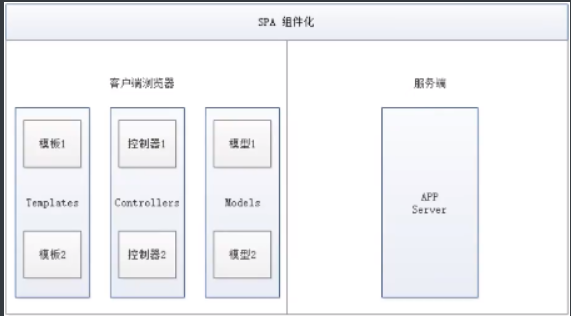 SPA 组件化
客户端浏览器
服务端
模板1
控制器1
模型1
Templates
Controllers
Models
APP
Server
模板2
控制器2
模型2